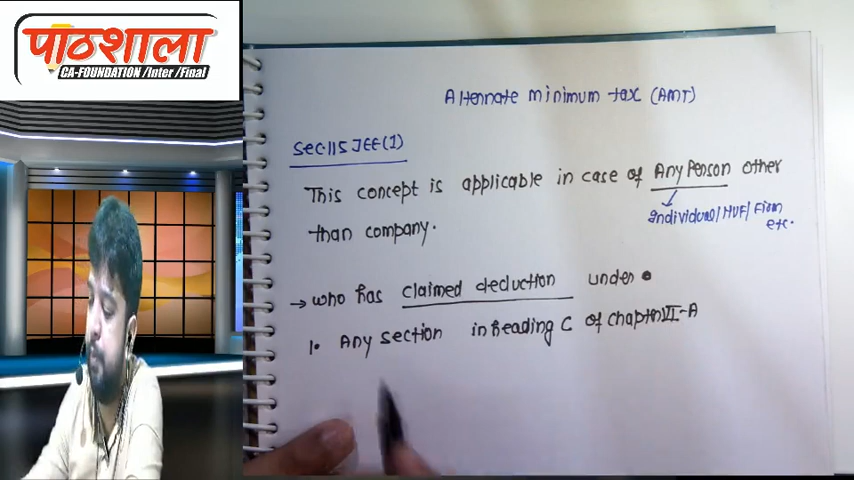 पाठशाला
CA-FOUNDATION /Inter /Final
Alternate minimum tax (AMT)
Sec.115JEE(1)
This concept is applicable in case of Any Person other
Individual/HUF/Firm
etc.
than company.
→ who has claimed deduction under
1. Any section in heading C of chapter VI-A